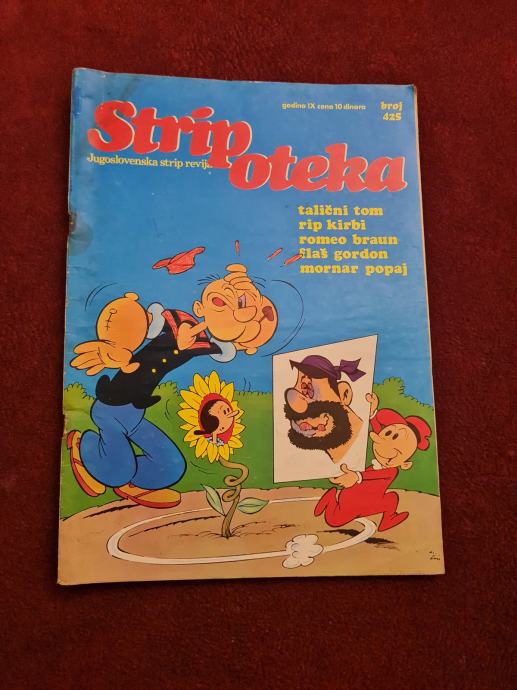 godina IX cena 10 dinara
broj
425
Strip
oteka
Jugoslovenska strip revij
talični tom
rip kirbi
romeo braun
flaš gordon
mornar popaj